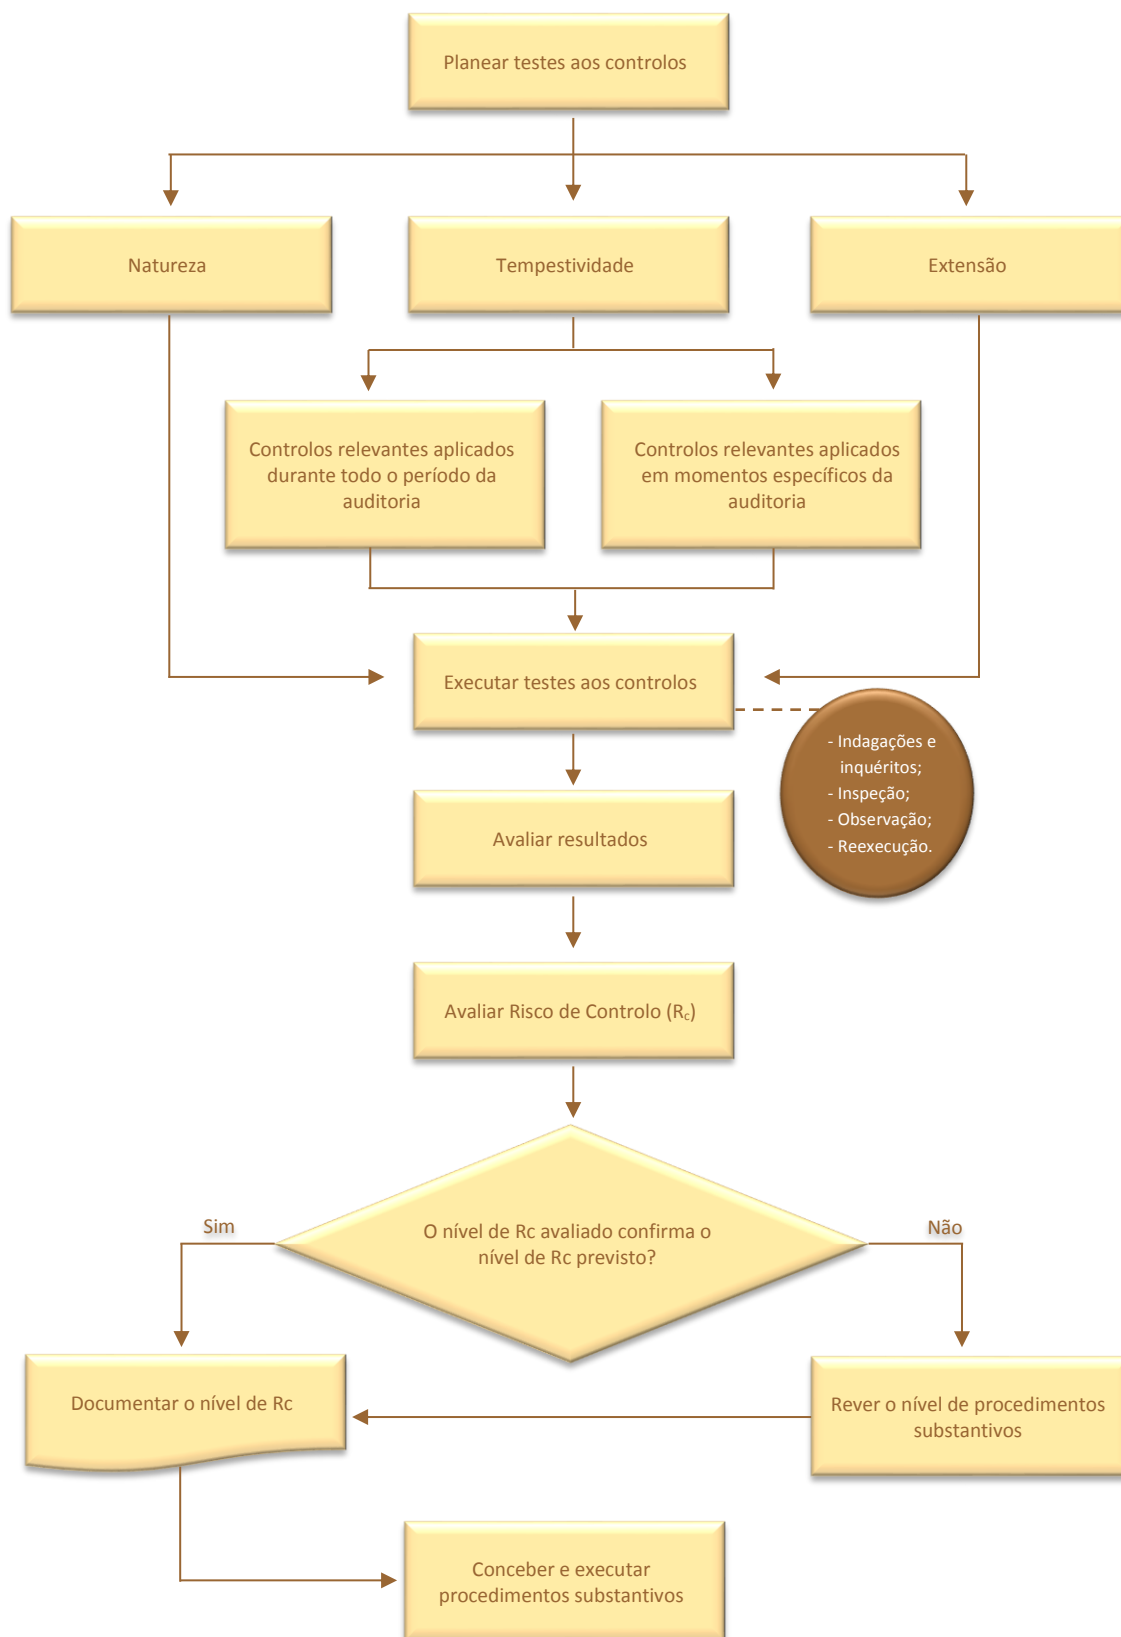 Planear testes aos controlos
Natureza
Tempestividade
Extensão
Controlos relevantes aplicados
durante todo o período da
auditoria
Controlos relevantes aplicados
em momentos específicos da
auditoria
Executar testes aos controlos
- Indagações e
inquéritos;
- Inspeção;
- Observação;
- Reexecução.
Avaliar resultados
Avaliar Risco de Controlo (Rc)
O nível de Rc avaliado confirma o
nível de Rc previsto?
Sim
Não
Documentar o nível de Rc
Rever o nível de procedimentos
substantivos
Conceber e executar
procedimentos substantivos